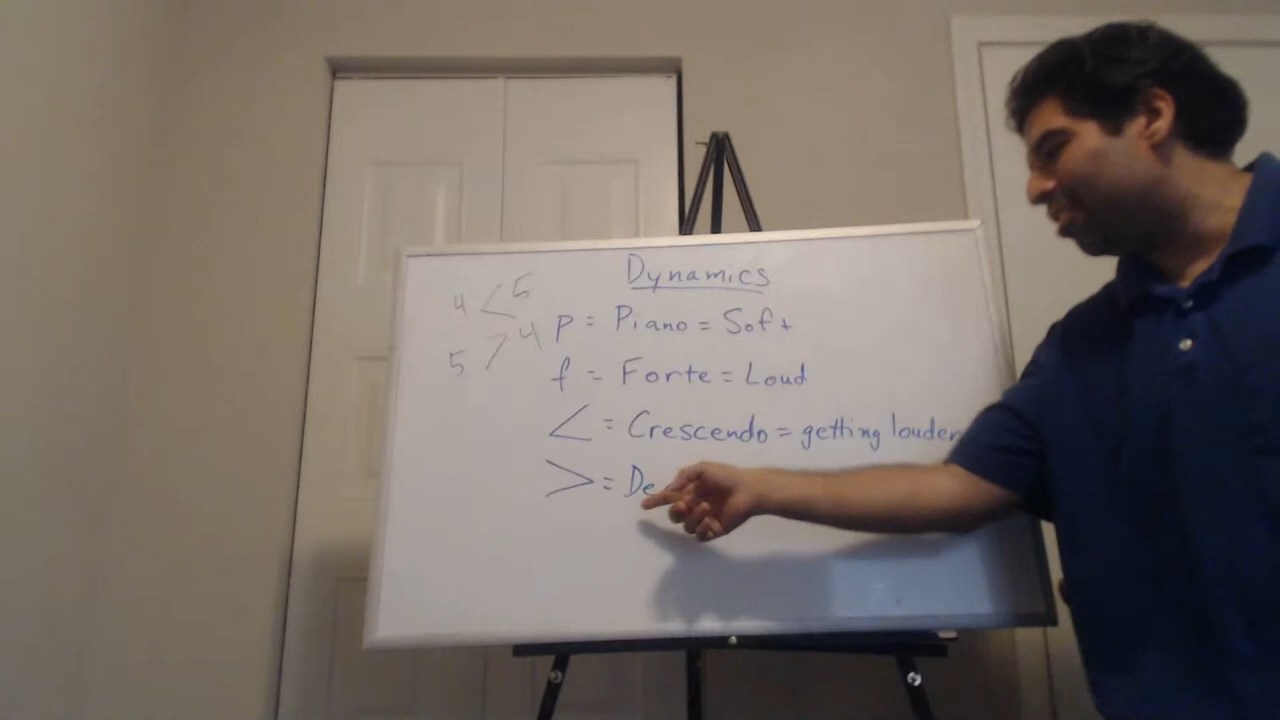 Dynamics
4 < 5
5 > 4
p = Piano = Soft
f = Forte = Loud
< = Crescendo = getting louder
> = De